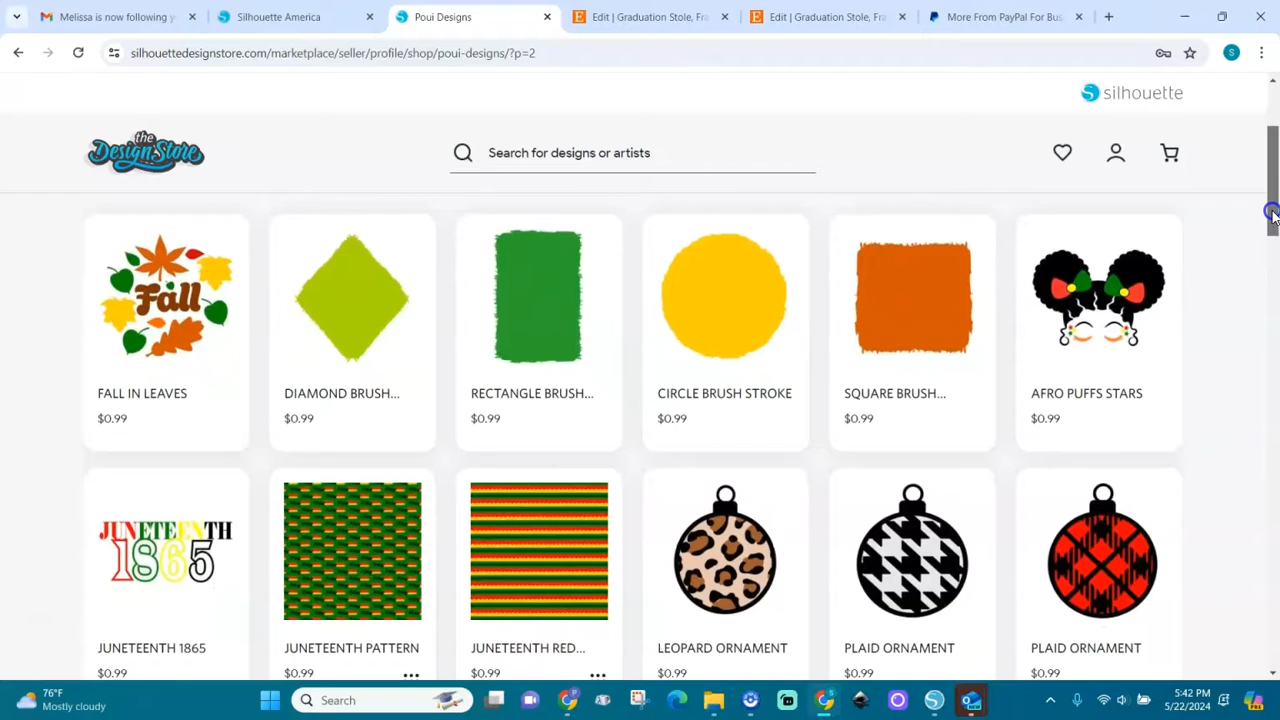 Melissa is now following y
Silhouette America
Poui Designs
Edit | Graduation Stole, Fra
Edit | Graduation Stole, Fra
More From PayPal For Bus
silhouettedesignstore.com/marketplace/seller/profile/shop/poui-designs/?p=2
S
silhouette
the Design Store
Search for designs or artists
Fall
FALL IN LEAVES
$0.99
DIAMOND BRUSH...
$0.99
RECTANGLE BRUSH...
$0.99
CIRCLE BRUSH STROKE
$0.99
SQUARE BRUSH...
$0.99
AFRO PUFFS STARS
$0.99
JUNETEENTH
1865
JUNETEENTH 1865
$0.99
JUNETEENTH PATTERN
$0.99
JUNETEENTH RED...
$0.99
LEOPARD ORNAMENT
$0.99
PLAID ORNAMENT
$0.99
PLAID ORNAMENT
$0.99
76°F
Mostly cloudy
Search
5:42 PM
5/22/2024